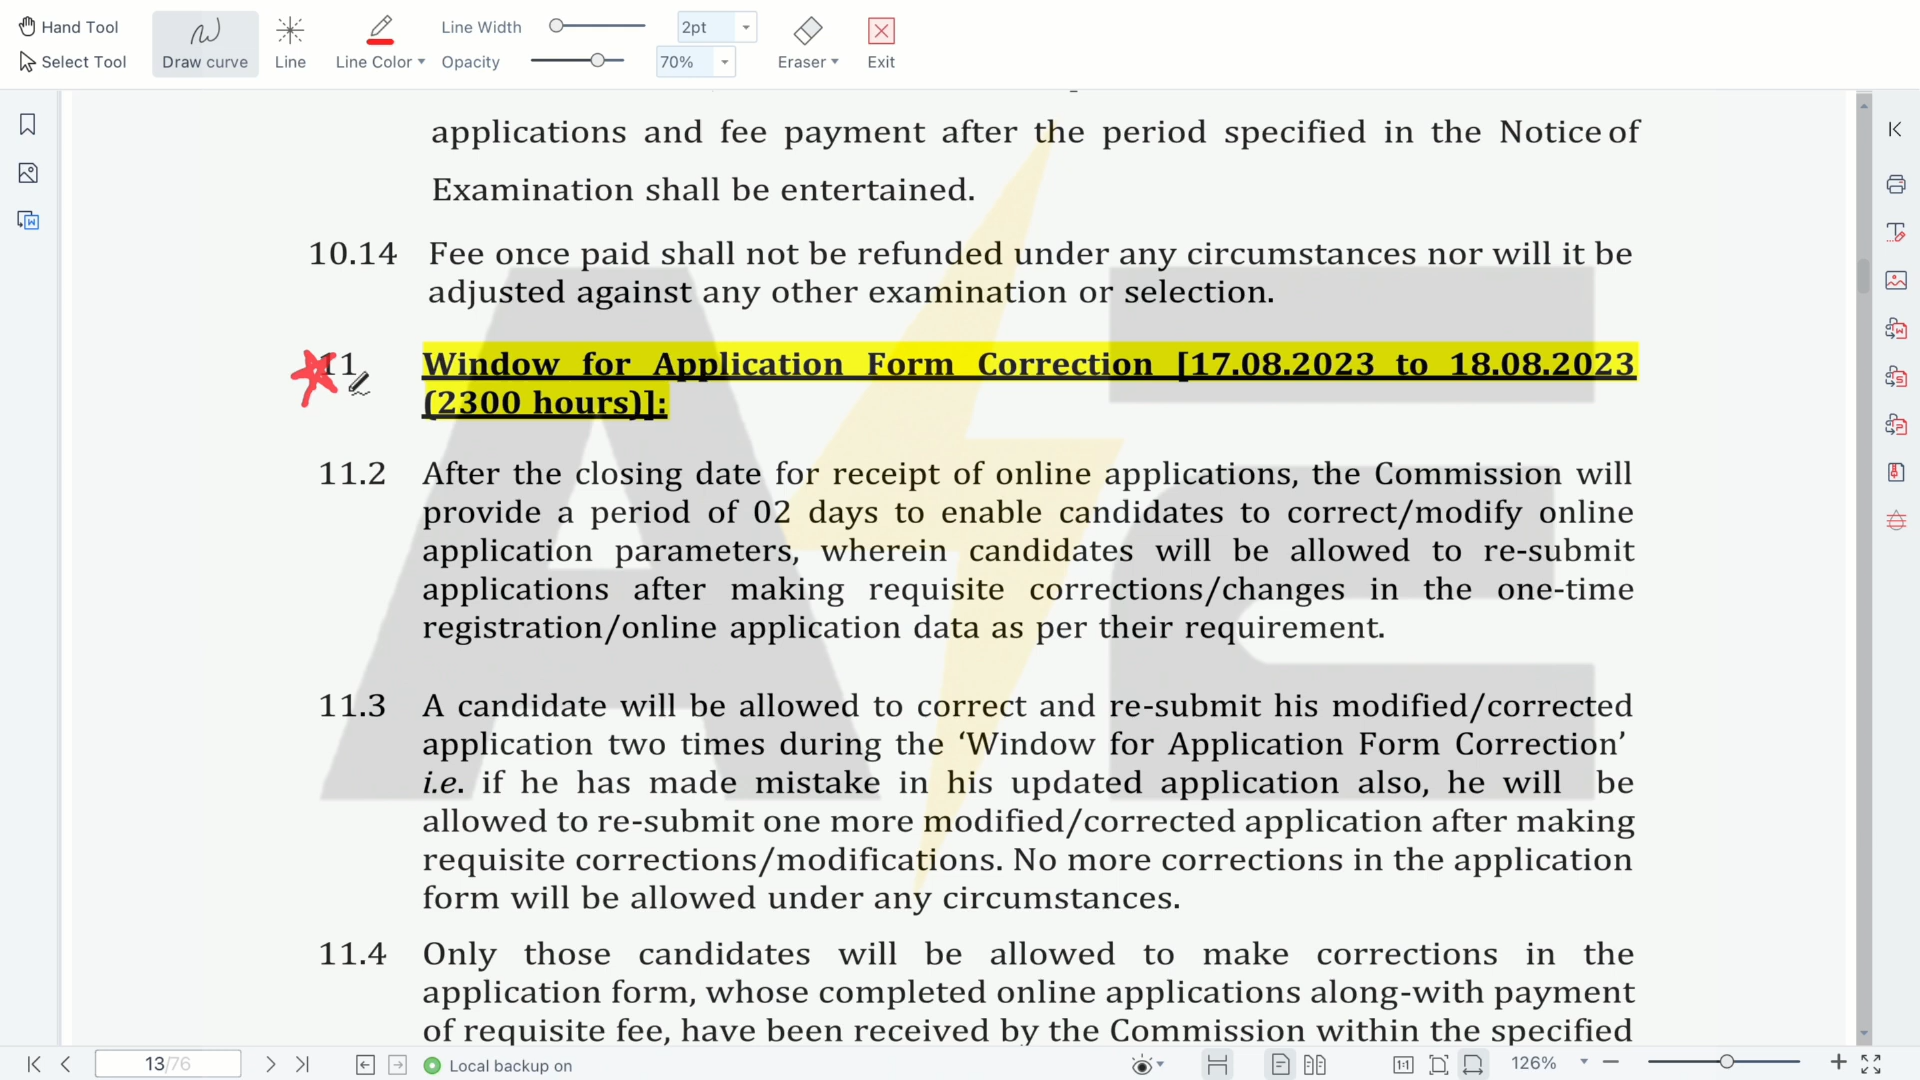 Hand Tool
Select Tool
Draw curve
Line
Line Color
Line Width
Opacity
2pt
70%
Eraser
Exit
applications and fee payment after the period specified in the Notice of
Examination shall be entertained.
10.14 Fee once paid shall not be refunded under any circumstances nor will it be
adjusted against any other examination or selection.
11. Window for Application Form Correction [17.08.2023 to 18.08.2023
(2300 hours)]:
11.2 After the closing date for receipt of online applications, the Commission will
provide a period of 02 days to enable candidates to correct/modify online
application parameters, wherein candidates will be allowed to re-submit
applications after making requisite corrections/changes in the one-time
registration/online application data as per their requirement.
11.3 A candidate will be allowed to correct and re-submit his modified/corrected
application two times during the ‘Window for Application Form Correction’
i.e. if he has made mistake in his updated application also, he will be
allowed to re-submit one more modified/corrected application after making
requisite corrections/modifications. No more corrections in the application
form will be allowed under any circumstances.
11.4 Only those candidates will be allowed to make corrections in the
application form, whose completed online applications along-with payment
of requisite fee, have been received by the Commission within the specified
13/76
Local backup on
1:1
126%